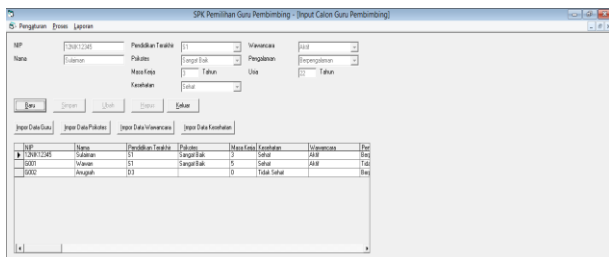 SPK Pemilihan Guru Pembimbing - [Input Calon Guru Pembimbing]
Pengaturan Proses Laporan
NIP 12NK12345 Pendidikan Terakhir S1 Wawancara Aktif
Nama Sulaiman Psikotes Sangat Baik Pengalaman Berpengalaman
Masa Kerja 3 Tahun Usia 32 Tahun
Kesehatan Sehat
Baru Simpan Ubah Hapus Keluar
Impor Data Guru Impor Data Psikotes Impor Data Wawancara Impor Data Kesehatan
NIP Nama Pendidikan Terakhir Psikotes Masa Kerja Kesehatan Wawancara
12NK12345 Sulaiman S1 Sangat Baik 3 Sehat Aktif
G001 Wawan S1 Sangat Baik 5 Sehat Aktif
G002 Anugrah D3 0 Tidak Sehat